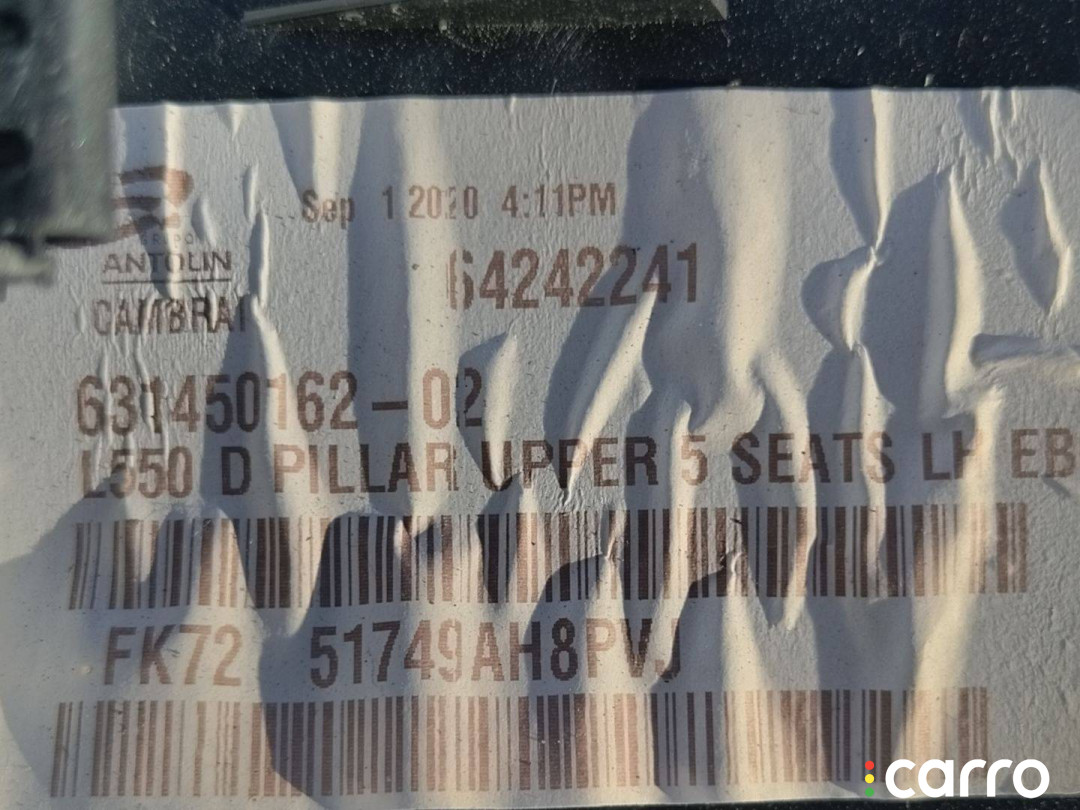 Sep 1 2020 4:11PM
GRUPO
ANTOLIN
64242241
CAMBRAI
631450162-02
L550 D PILLAR UPPER 5 SEATS LH EB
FK72 51749AH8PVJ
carro